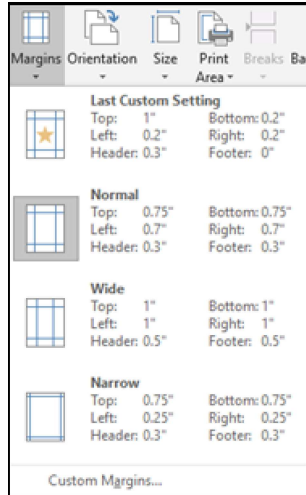 Margins Orientation Size Print Breaks Ba
Area
Last Custom Setting
Top: 1" Bottom: 0.2"
Left: 0.2" Right: 0.2"
Header: 0.3" Footer: 0"
Normal
Top: 0.75" Bottom: 0.75"
Left: 0.7" Right: 0.7"
Header: 0.3" Footer: 0.3"
Wide
Top: 1" Bottom: 1"
Left: 1" Right: 1"
Header: 0.5" Footer: 0.5"
Narrow
Top: 0.75" Bottom: 0.75"
Left: 0.25" Right: 0.25"
Header: 0.3" Footer: 0.3"
Custom Margins...